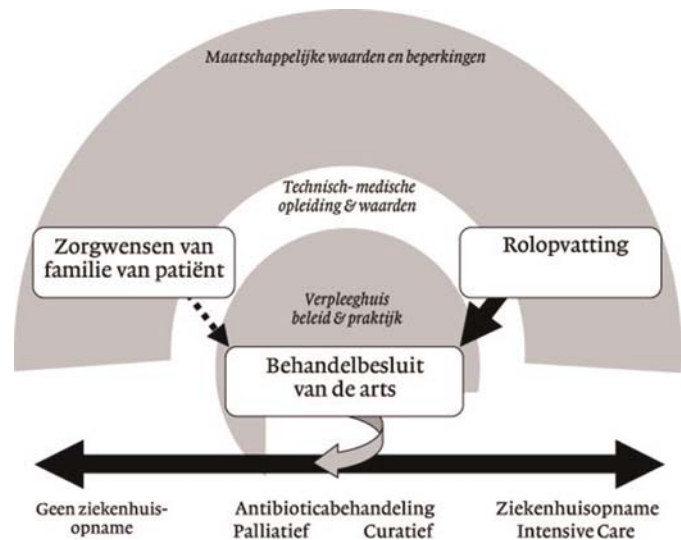 Maatschappelijke waarden en beperkingen
Technisch- medische
opleiding & waarden
Zorgwensen van
familie van patiënt
Rolopvatting
Verpleeghuis
beleid & praktijk
Behandelbesluit
van de arts
Geen ziekenhuis-
opname
Antibioticabehandeling
Palliatief Curatief
Ziekenhuisopname
Intensive Care